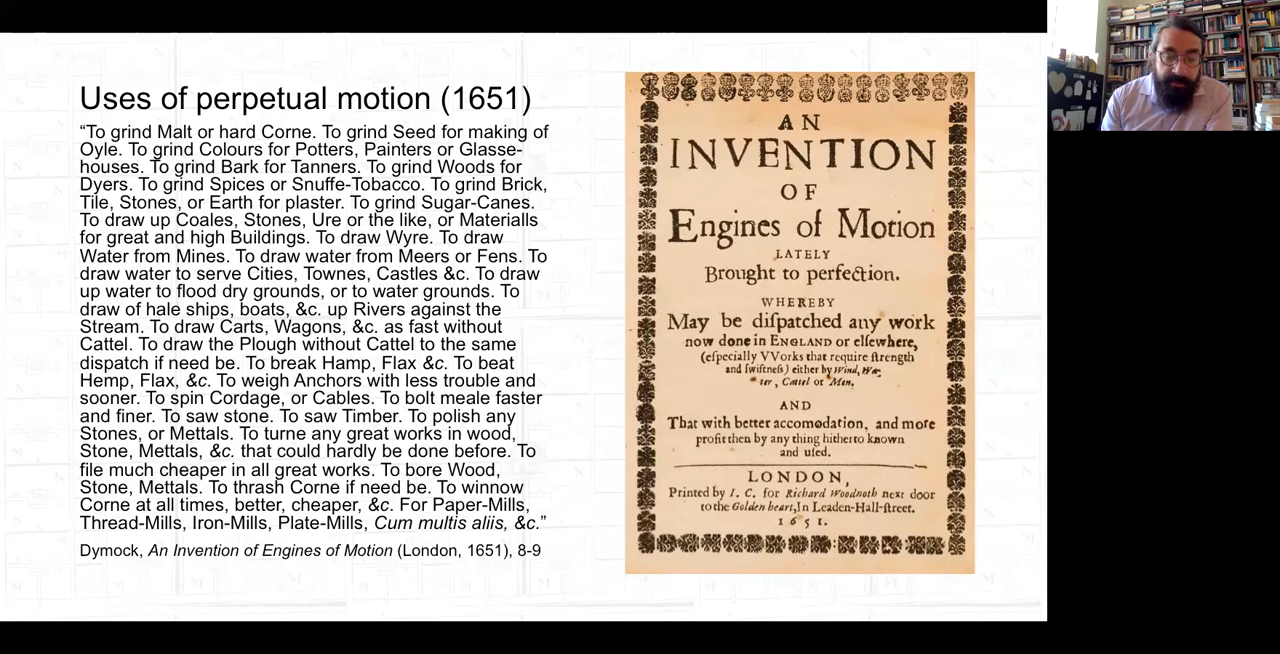 Uses of perpetual motion (1651)
“To grind Malt or hard Corne. To grind Seed for making of
Oyle. To grind Colours for Potters, Painters or Glasse-
houses. To grind Bark for Tanners. To grind Woods for
Dyers. To grind Spices or Snuffe-Tobacco. To grind Brick,
Tile, Stones, or Earth for plaster. To grind Sugar-Canes.
To draw up Coales, Stones, Ure or the like, or Materialls
for great and high Buildings. To draw Wyre. To draw
Water from Mines. To draw water from Meers or Fens. To
draw water to serve Cities, Townes, Castles &c. To draw
up water to flood dry grounds, or to water grounds. To
draw of hale ships, boats, &c. up Rivers against the
Stream. To draw Carts, Wagons, &c. as fast without
Cattel. To draw the Plough without Cattel to the same
dispatch if need be. To break Hamp, Flax &c. To beat
Hemp, Flax, &c. To weigh Anchors with less trouble and
sooner. To spin Cordage, or Cables. To bolt meale faster
and finer. To saw stone. To saw Timber. To polish any
Stones, or Mettals. To turne any great works in wood,
Stone, Mettals, &c. that could hardly be done before. To
file much cheaper in all great works. To bore Wood,
Stone, Mettals. To thrash Corne if need be. To winnow
Corne at all times, better, cheaper, &c. For Paper-Mills,
Thread-Mills, Iron-Mills, Plate-Mills, Cum multis aliis, &c.”
Dymock, An Invention of Engines of Motion (London, 1651), 8-9
AN
INVENTION
OF
Engines of Motion
LATELY
Brought to perfection.
WHEREBY
May be diſpatched any work
now done in ENGLAND or elſewhere,
(eſpecially VVorks that require ſtrength
and ſwiftneſs) either by Wind, Wa-
ter, Cattel or Men.
AND
That with better accomodation, and more
profit then by any thing hitherto known
and uſed.
LONDON,
Printed by I. C. for Richard Woodnoth next door
to the Golden heart, In Leaden-Hall-ſtreet.
1651.